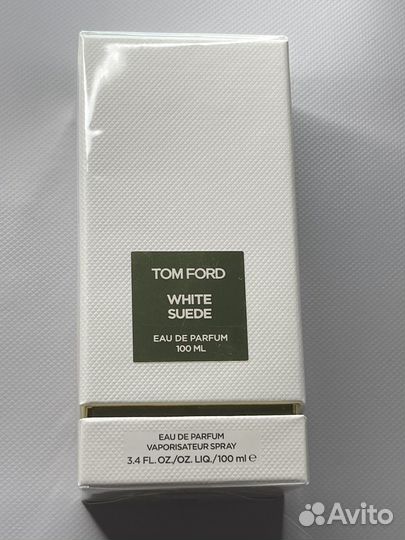 TOM FORD
WHITE
SUEDE
EAU DE PARFUM
100 ML
EAU DE PARFUM
VAPORISATEUR SPRAY
3.4 FL. OZ./OZ. LIQ./100 ml ℮
Avito